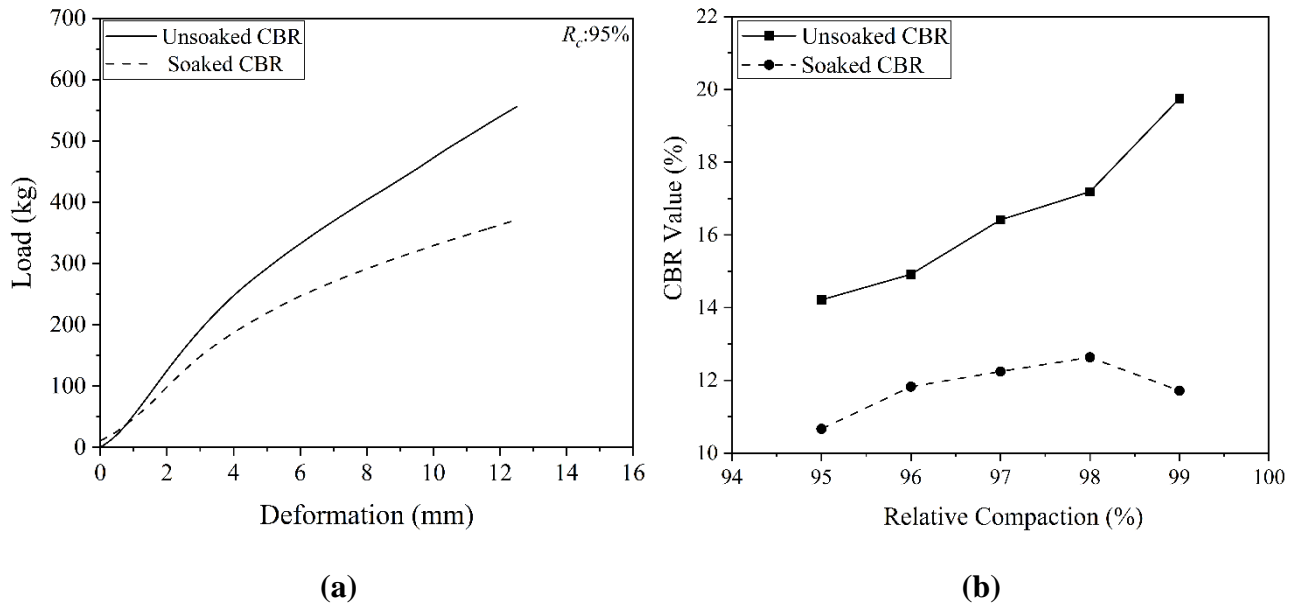 700
600
500
400
300
200
100
0
Load (kg)
Unsoaked CBR
Soaked CBR
R_c:95%
0 2 4 6 8 10 12 14 16
Deformation (mm)
(a)
22
20
18
16
14
12
10
CBR Value (%)
Unsoaked CBR
Soaked CBR
94 95 96 97 98 99 100
Relative Compaction (%)
(b)